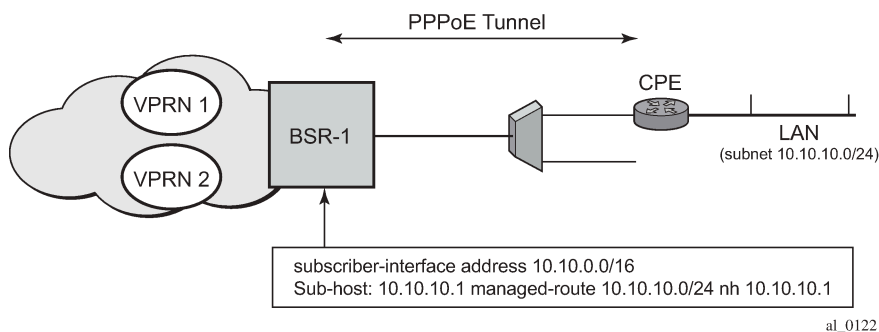 PPPoE Tunnel
VPRN 1
VPRN 2
BSR-1
CPE
LAN
(subnet 10.10.10.0/24)
subscriber-interface address 10.10.0.0/16
Sub-host: 10.10.10.1 managed-route 10.10.10.0/24 nh 10.10.10.1
al_0122